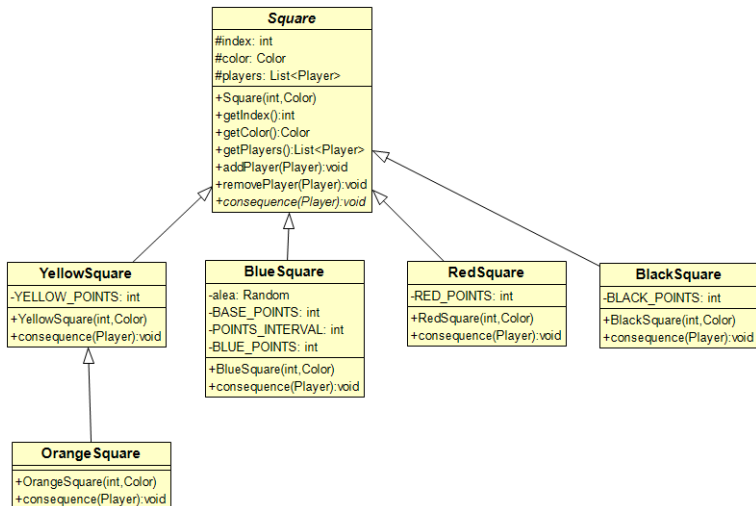 Square
#index: int
#color: Color
#players: List<Player>
+Square(int,Color)
+getIndex():int
+getColor():Color
+getPlayers():List<Player>
+addPlayer(Player):void
+removePlayer(Player):void
+consequence(Player):void
YellowSquare
-YELLOW_POINTS: int
+YellowSquare(int,Color)
+consequence(Player):void
BlueSquare
-alea: Random
-BASE_POINTS: int
-POINTS_INTERVAL: int
-BLUE_POINTS: int
+BlueSquare(int,Color)
+consequence(Player):void
RedSquare
-RED_POINTS: int
+RedSquare(int,Color)
+consequence(Player):void
BlackSquare
-BLACK_POINTS: int
+BlackSquare(int,Color)
+consequence(Player):void
OrangeSquare
+OrangeSquare(int,Color)
+consequence(Player):void